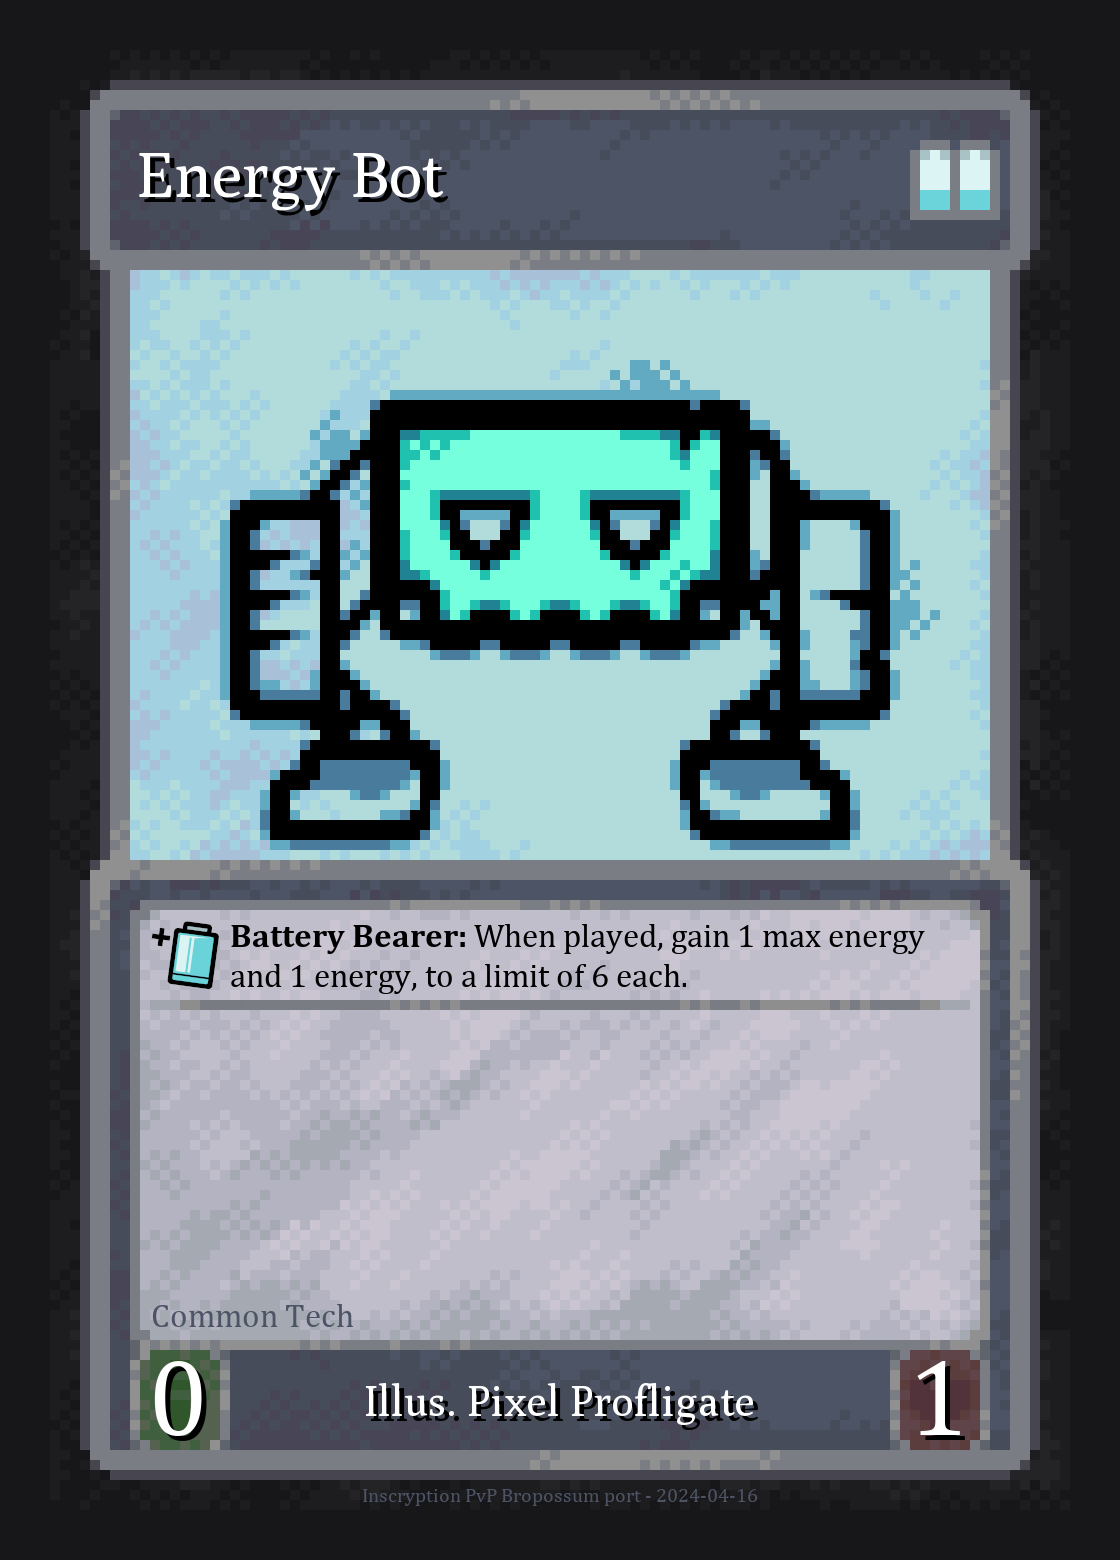 Energy Bot
Battery Bearer: When played, gain 1 max energy
and 1 energy, to a limit of 6 each.
Common Tech
0
Illus. Pixel Profligate
1
Inscryption PvP Bropossum port - 2024-04-16